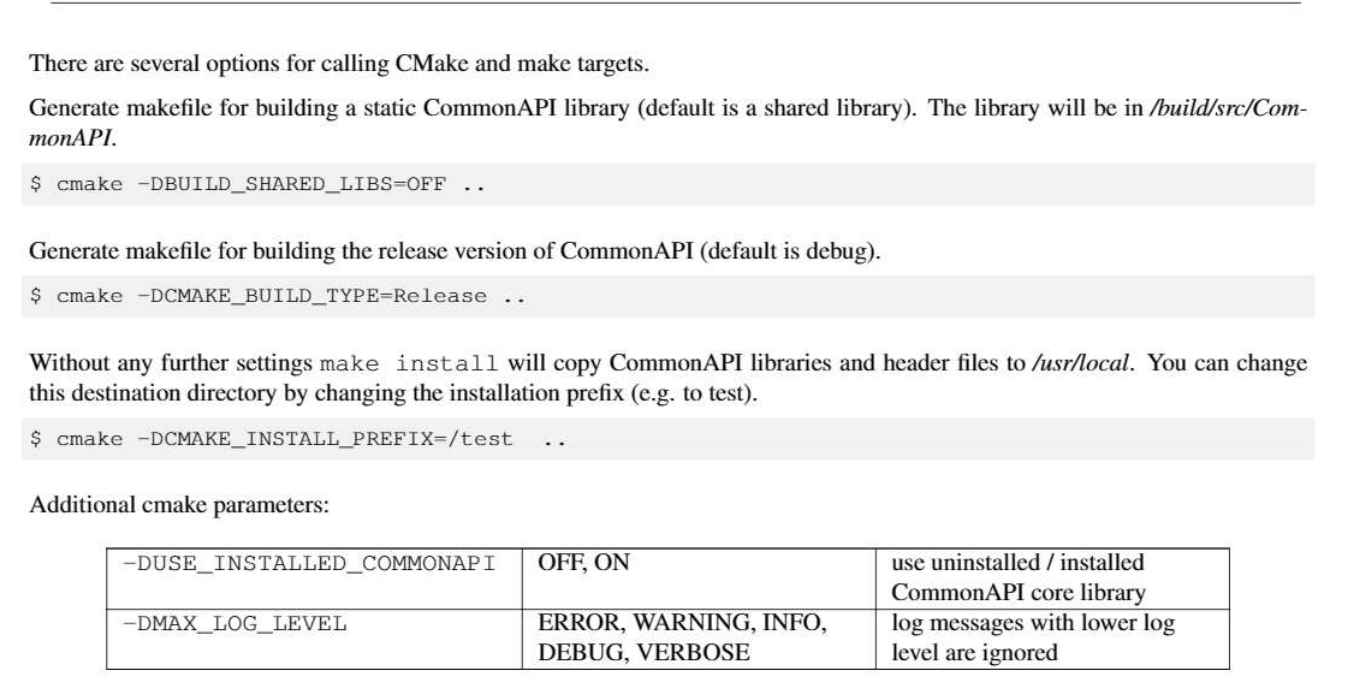 There are several options for calling CMake and make targets.
Generate makefile for building a static CommonAPI library (default is a shared library). The library will be in /build/src/Com-
monAPI.
$ cmake -DBUILD_SHARED_LIBS=OFF ..
Generate makefile for building the release version of CommonAPI (default is debug).
$ cmake -DCMAKE_BUILD_TYPE=Release ..
Without any further settings make install will copy CommonAPI libraries and header files to /usr/local. You can change
this destination directory by changing the installation prefix (e.g. to test).
$ cmake -DCMAKE_INSTALL_PREFIX=/test ..
Additional cmake parameters:
-DUSE_INSTALLED_COMMONAPI OFF, ON use uninstalled / installed
CommonAPI core library
-DMAX_LOG_LEVEL ERROR, WARNING, INFO, log messages with lower log
DEBUG, VERBOSE level are ignored